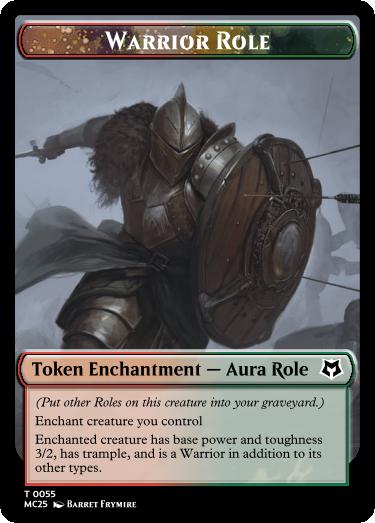 Warrior Role
Token Enchantment — Aura Role
(Put other Roles on this creature into your graveyard.)
Enchant creature you control
Enchanted creature has base power and toughness
3/2, has trample, and is a Warrior in addition to its
other types.
T 0055
MC25 Barret Frymire